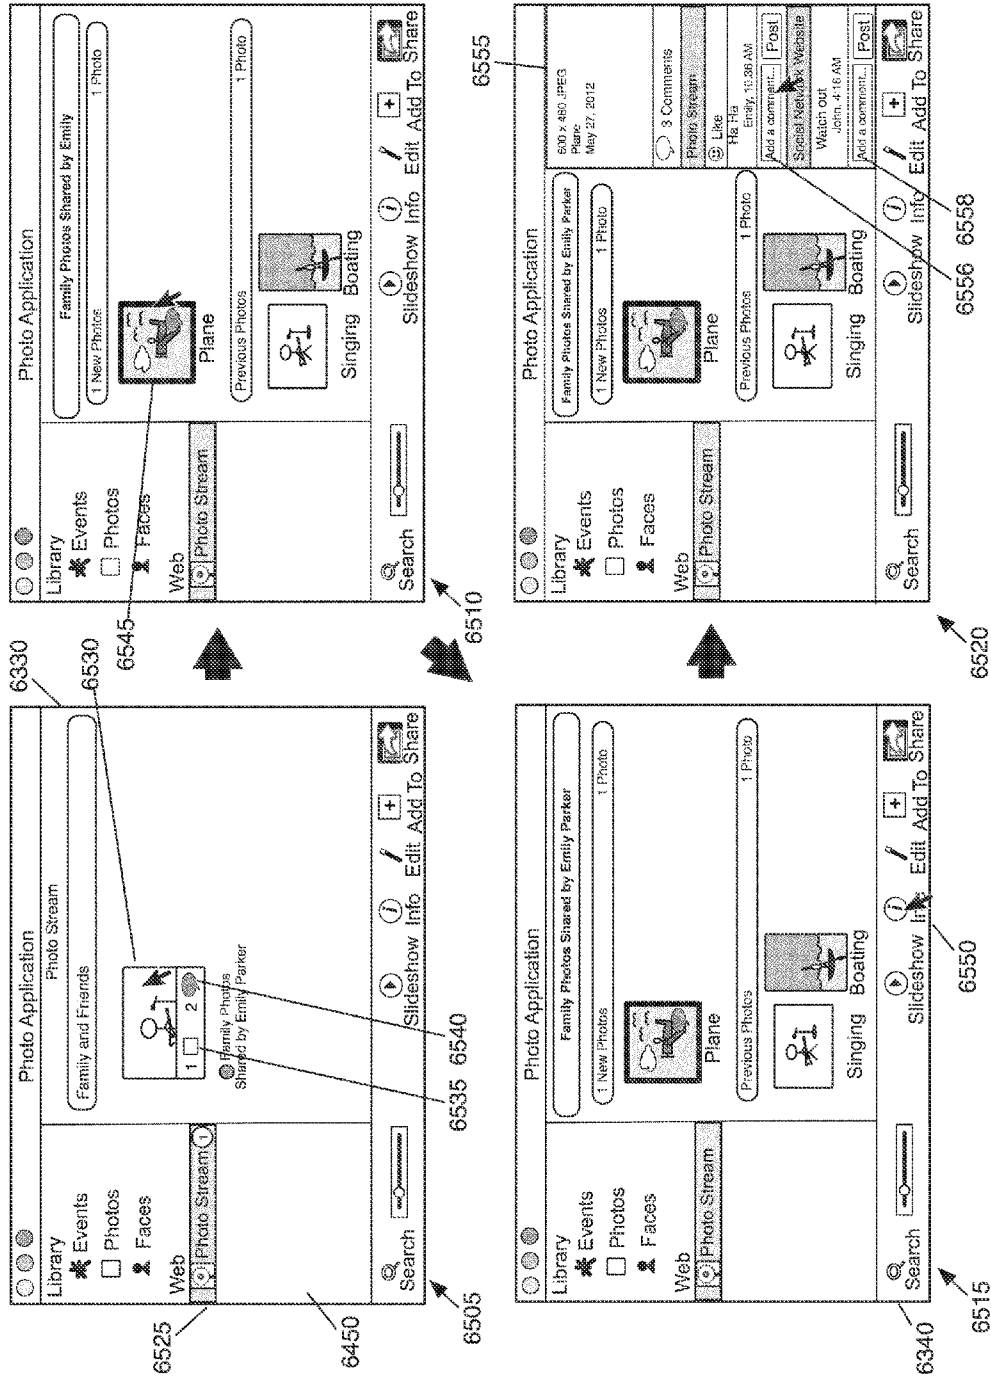 6505
Photo Application
Library
Events
Photos
Faces
Web
Photo Stream 1
Photo Stream
Family and Friends
1 2
Family Photos
Shared by Emily Parker
Search
Slideshow Info Edit Add To Share
6525
6450
6535
6540
6330
6530
6510
Photo Application
Library
Events
Photos
Faces
Web
Photo Stream
Family Photos Shared by Emily
1 New Photos 1 Photo
Plane
Previous Photos 1 Photo
Singing
Boating
Search
Slideshow Info Edit Add To Share
6545
6515
Photo Application
Library
Events
Photos
Faces
Web
Photo Stream
Family Photos Shared by Emily Parker
1 New Photos 1 Photo
Plane
Previous Photos 1 Photo
Singing
Boating
Search
Slideshow Info Edit Add To Share
6340
6550
6520
Photo Application
Library
Events
Photos
Faces
Web
Photo Stream
Family Photos Shared by Emily Parker
1 New Photos 1 Photo
Plane
Previous Photos 1 Photo
Singing
Boating
600 x 480 JPEG
Plane
May 27, 2012
3 Comments
Photo Stream
Like
Ha Ha
Emily, 10:36 AM
Add a comment... Post
Social Network Website
Watch out
John, 4:16 AM
Add a comment... Post
Search
Slideshow Info Edit Add To Share
6555
6556
6558